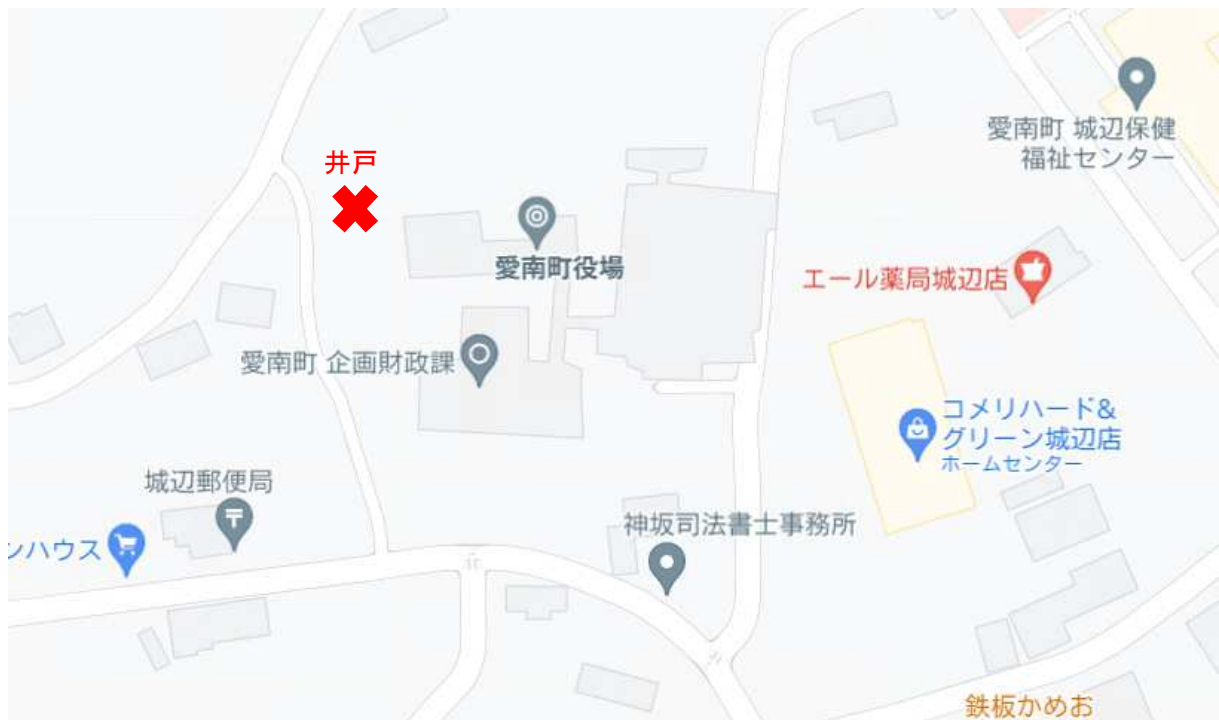 愛南町 城辺保健
福祉センター
井戸
愛南町役場
エール薬局城辺店
愛南町 企画財政課
コメリハード&
グリーン城辺店
ホームセンター
城辺郵便局
神坂司法書士事務所
ンハウス
鉄板かめお